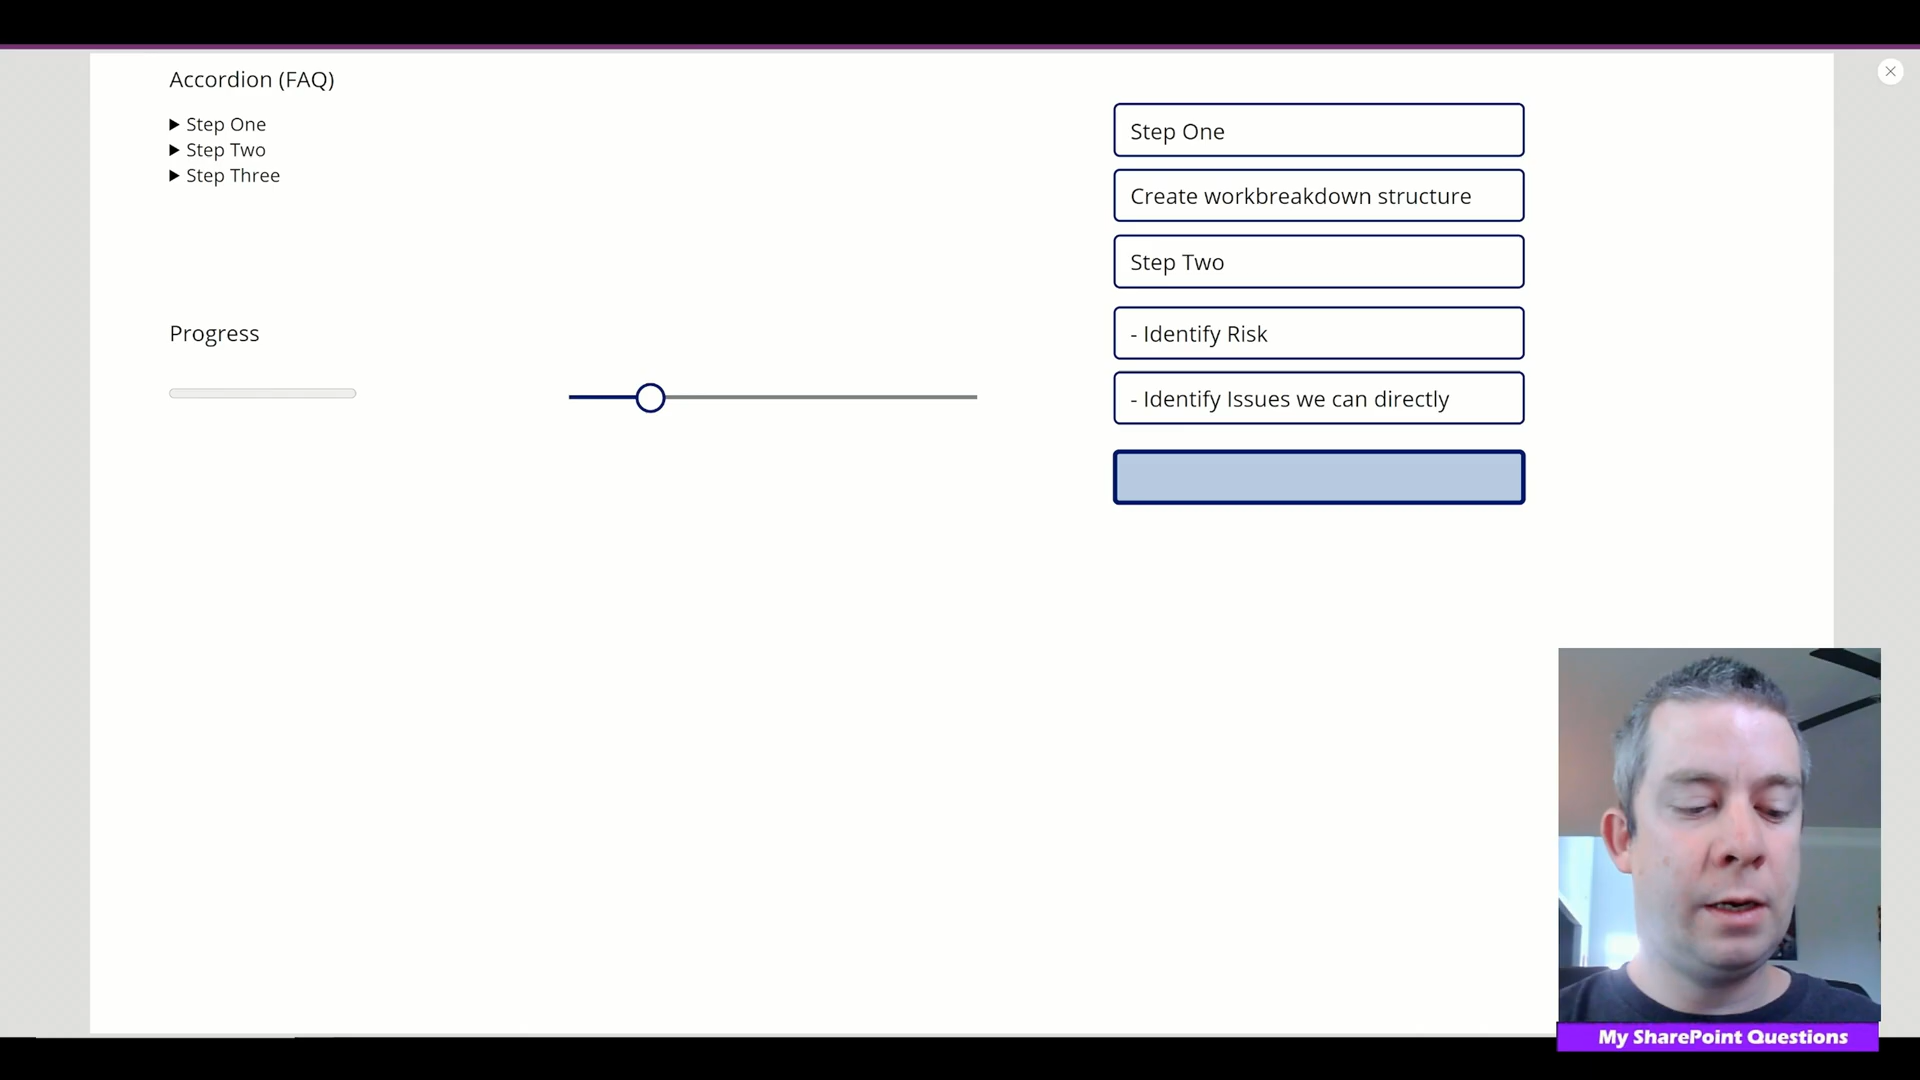 Accordion (FAQ)
Step One
Step Two
Step Three
Progress
Step One
Create workbreakdown structure
Step Two
- Identify Risk
- Identify Issues we can directly
My SharePoint Questions